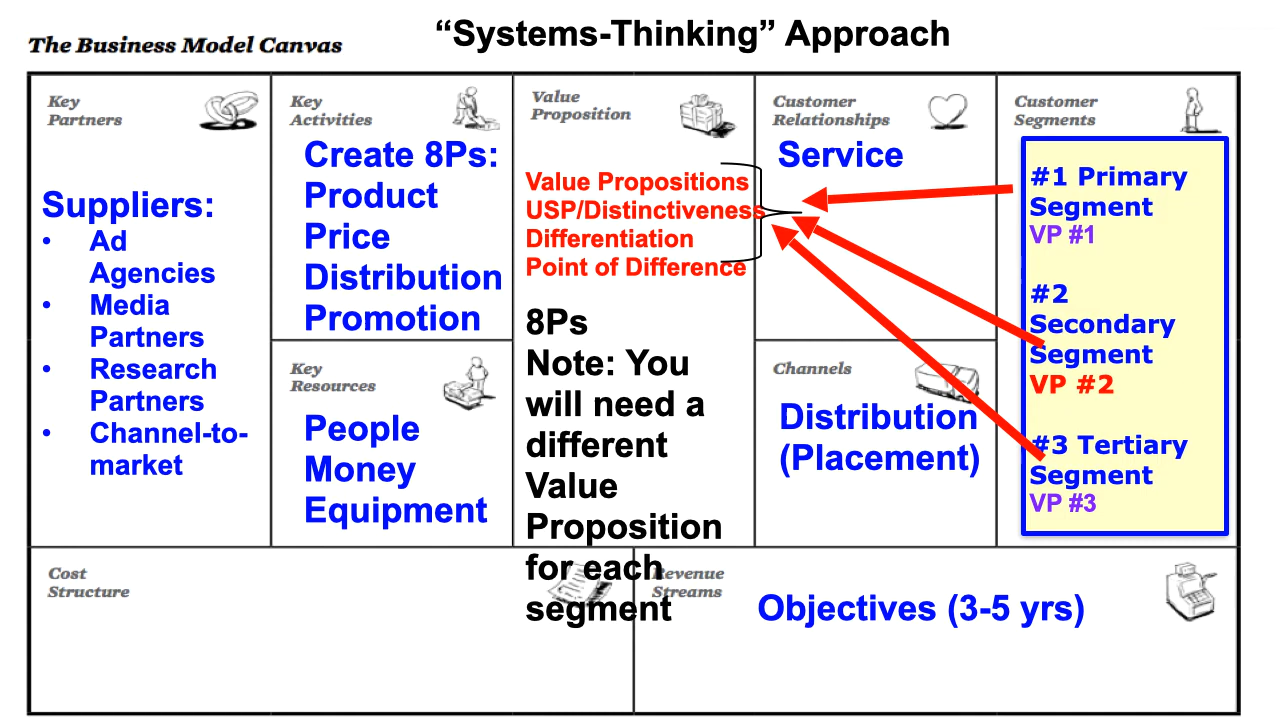 “Systems-Thinking” Approach
The Business Model Canvas
Key
Partners
Suppliers:
• Ad
Agencies
• Media
Partners
• Research
Partners
• Channel-to-
market
Key
Activities
Create 8Ps:
Product
Price
Distribution
Promotion
Key
Resources
People
Money
Equipment
Value
Proposition
Value Propositions
USP/Distinctiveness
Differentiation
Point of Difference
8Ps
Note: You
will need a
different
Value
Proposition
for each
segment
Customer
Relationships
Service
Channels
Distribution
(Placement)
Customer
Segments
#1 Primary
Segment
VP #1
#2
Secondary
Segment
VP #2
#3 Tertiary
Segment
VP #3
Cost
Structure
Revenue
Streams
Objectives (3-5 yrs)